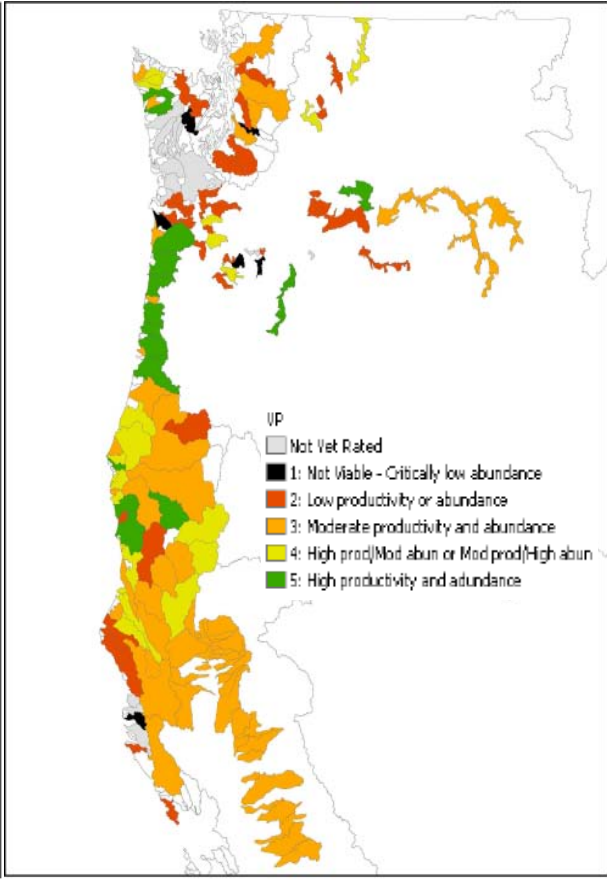 VP
Not Yet Rated
1: Not Viable - Critically low abundance
2: Low productivity or abundance
3: Moderate productivity and abundance
4: High prod/Mod abun or Mod prod/High abun
5: High productivity and adundance